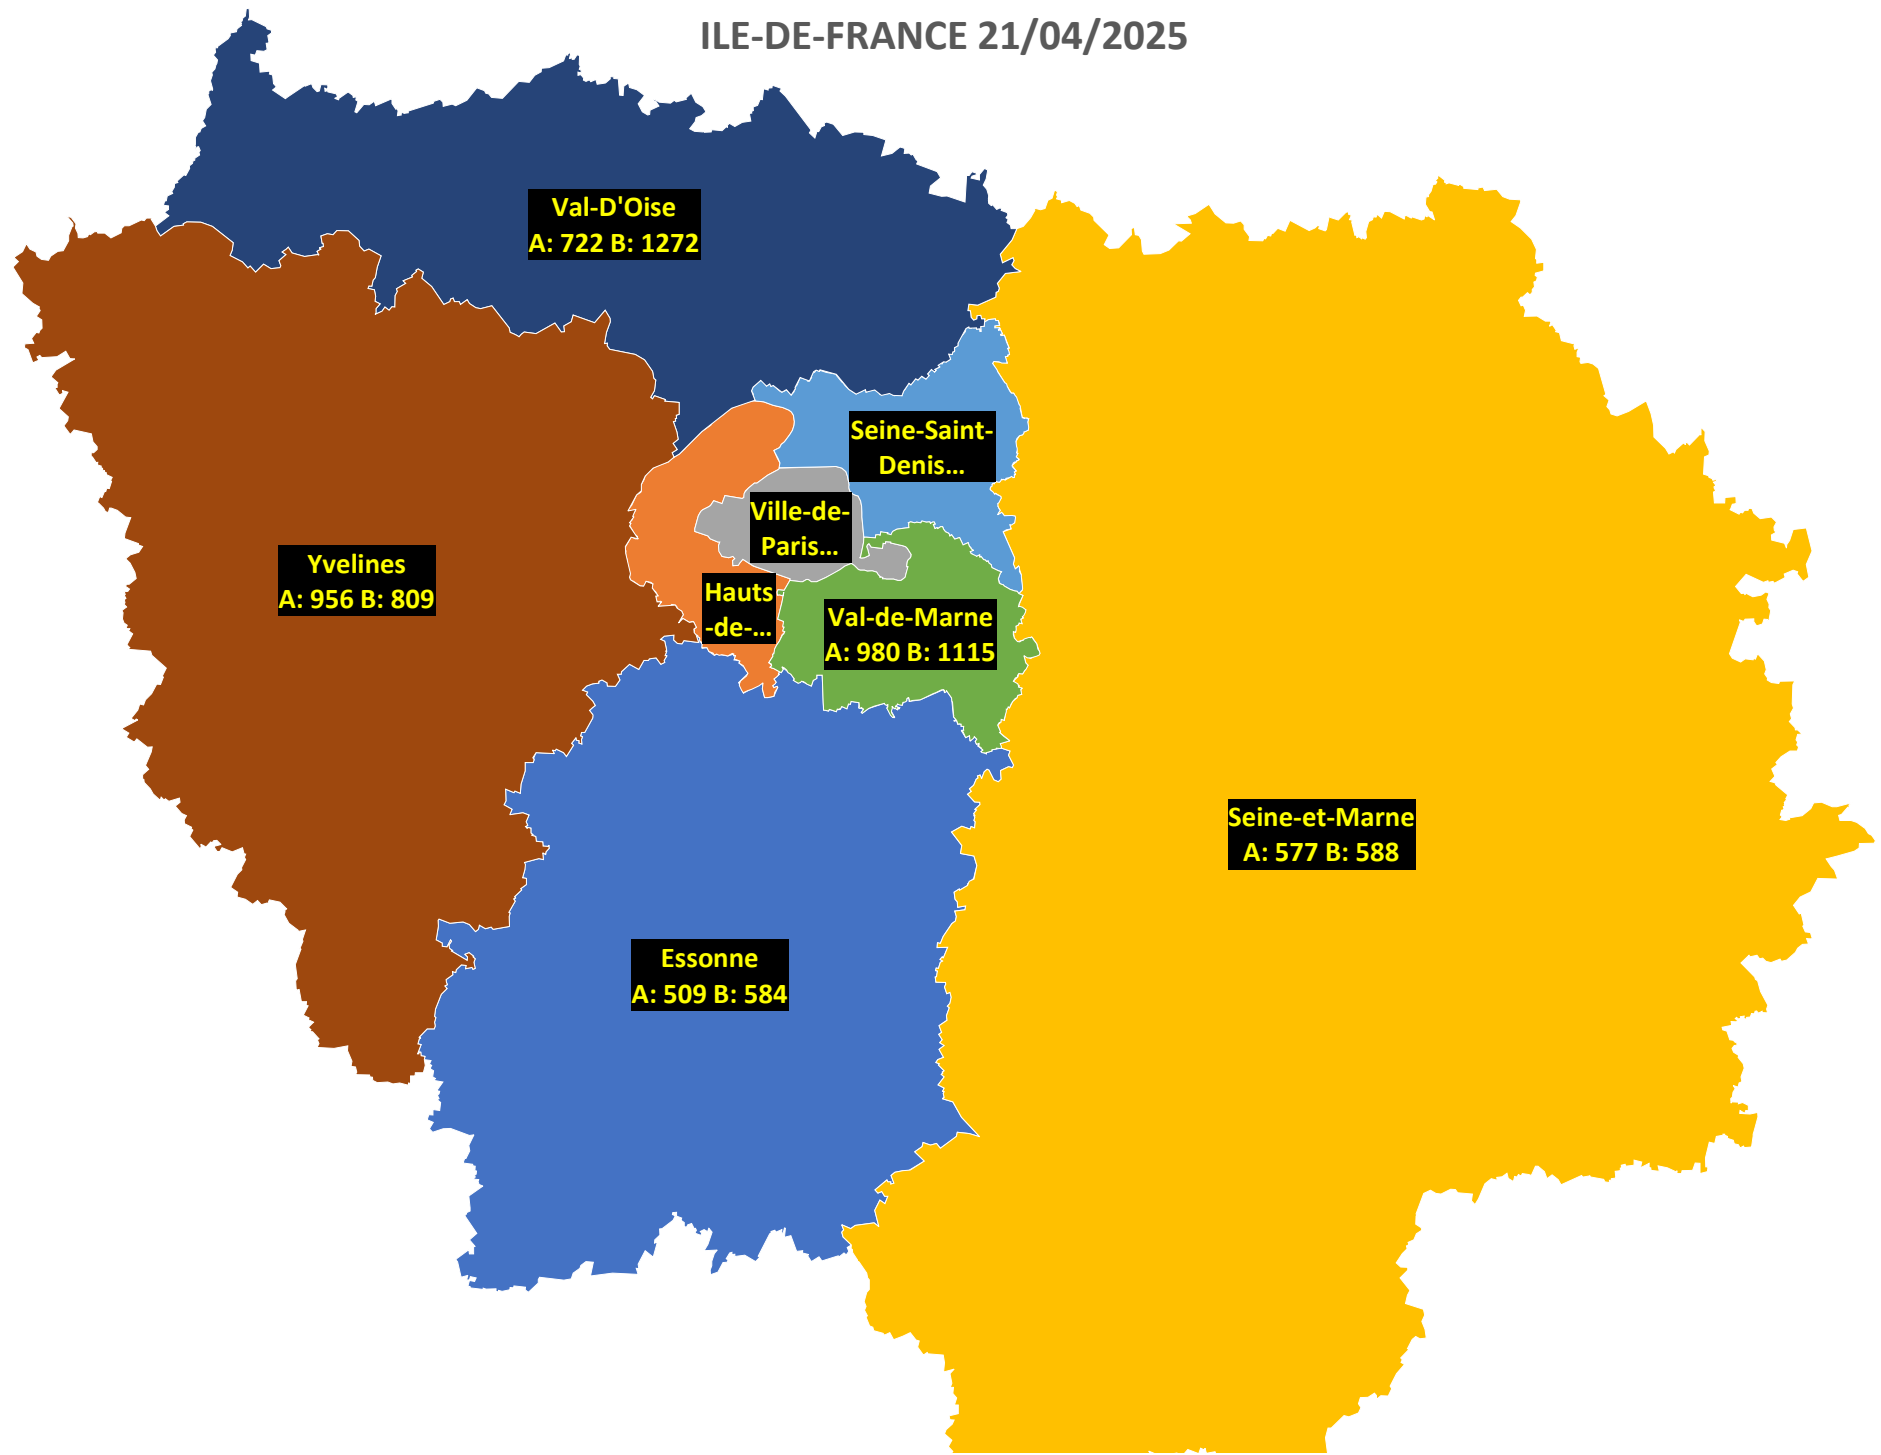 ILE-DE-FRANCE 21/04/2025
Val-D'Oise
A: 722 B: 1272
Seine-Saint-
Denis...
Ville-de-
Paris...
Yvelines
A: 956 B: 809
Hauts
-de-...
Val-de-Marne
A: 980 B: 1115
Seine-et-Marne
A: 577 B: 588
Essonne
A: 509 B: 584